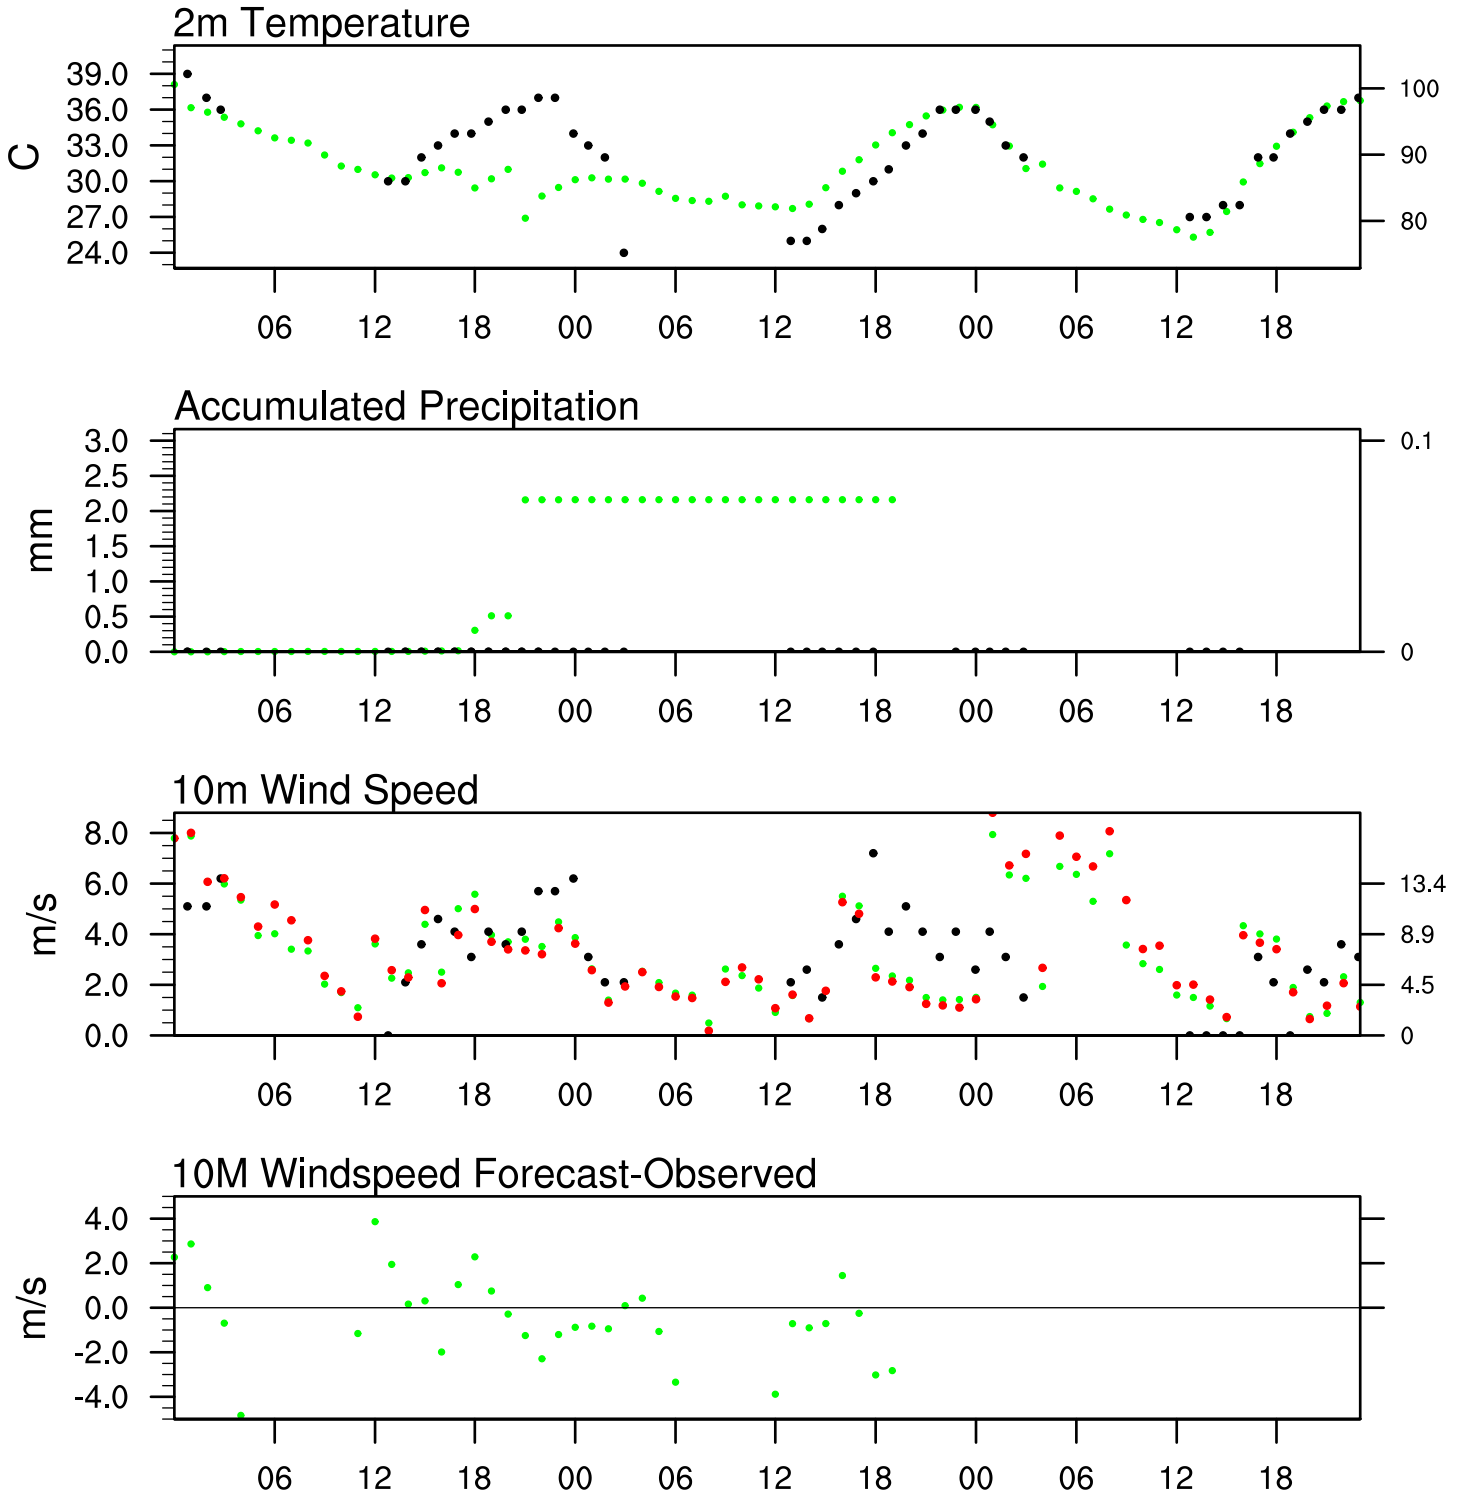 2m Temperature
39.0
36.0
33.0
30.0
27.0
24.0
C
100
90
80
06 12 18 00 06 12 18 00 06 12 18
Accumulated Precipitation
3.0
2.5
2.0
1.5
1.0
0.5
0.0
mm
0.1
0
06 12 18 00 06 12 18 00 06 12 18
10m Wind Speed
8.0
6.0
4.0
2.0
0.0
m/s
13.4
8.9
4.5
0
06 12 18 00 06 12 18 00 06 12 18
10M Windspeed Forecast-Observed
4.0
2.0
0.0
-2.0
-4.0
m/s
06 12 18 00 06 12 18 00 06 12 18